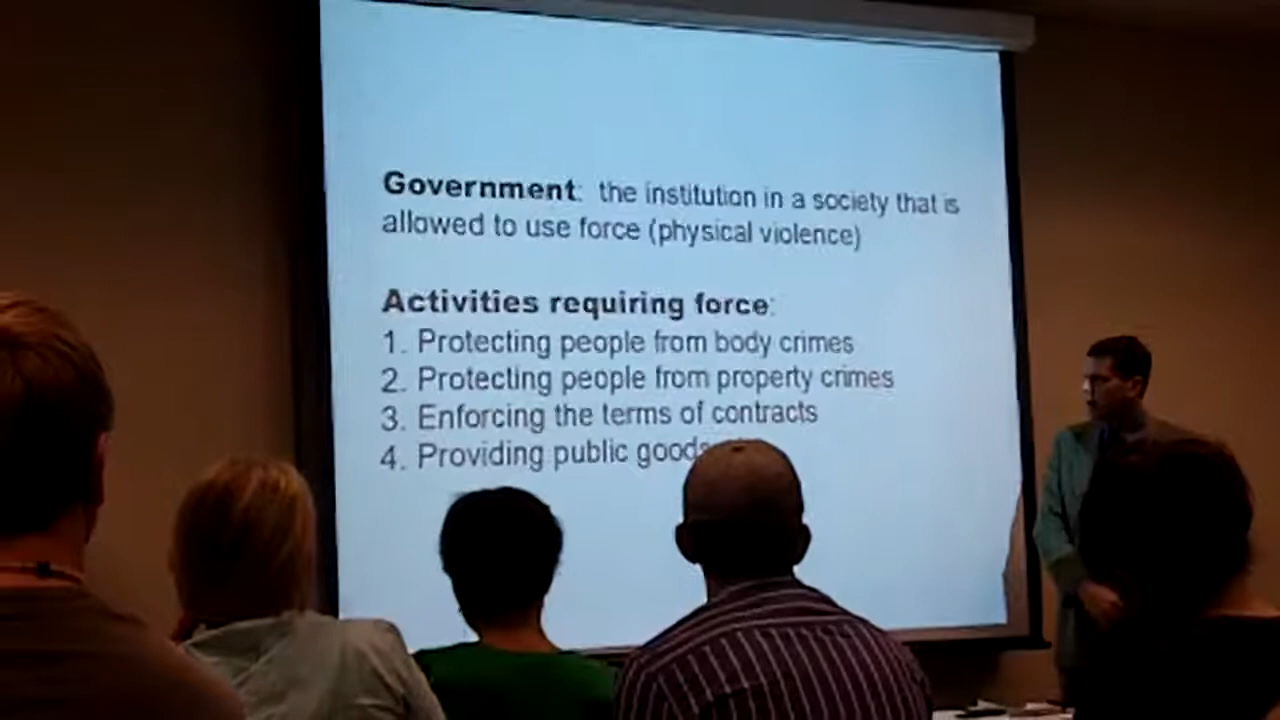 Government: the institution in a society that is
allowed to use force (physical violence)
Activities requiring force:
1. Protecting people from body crimes
2. Protecting people from property crimes
3. Enforcing the terms of contracts
4. Providing public goods